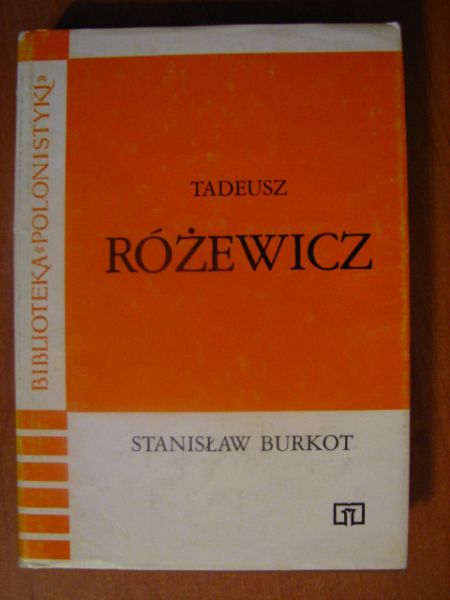 BIBLIOTEKA «POLONISTYKI»
TADEUSZ
RÓŻEWICZ
STANISŁAW BURKOT